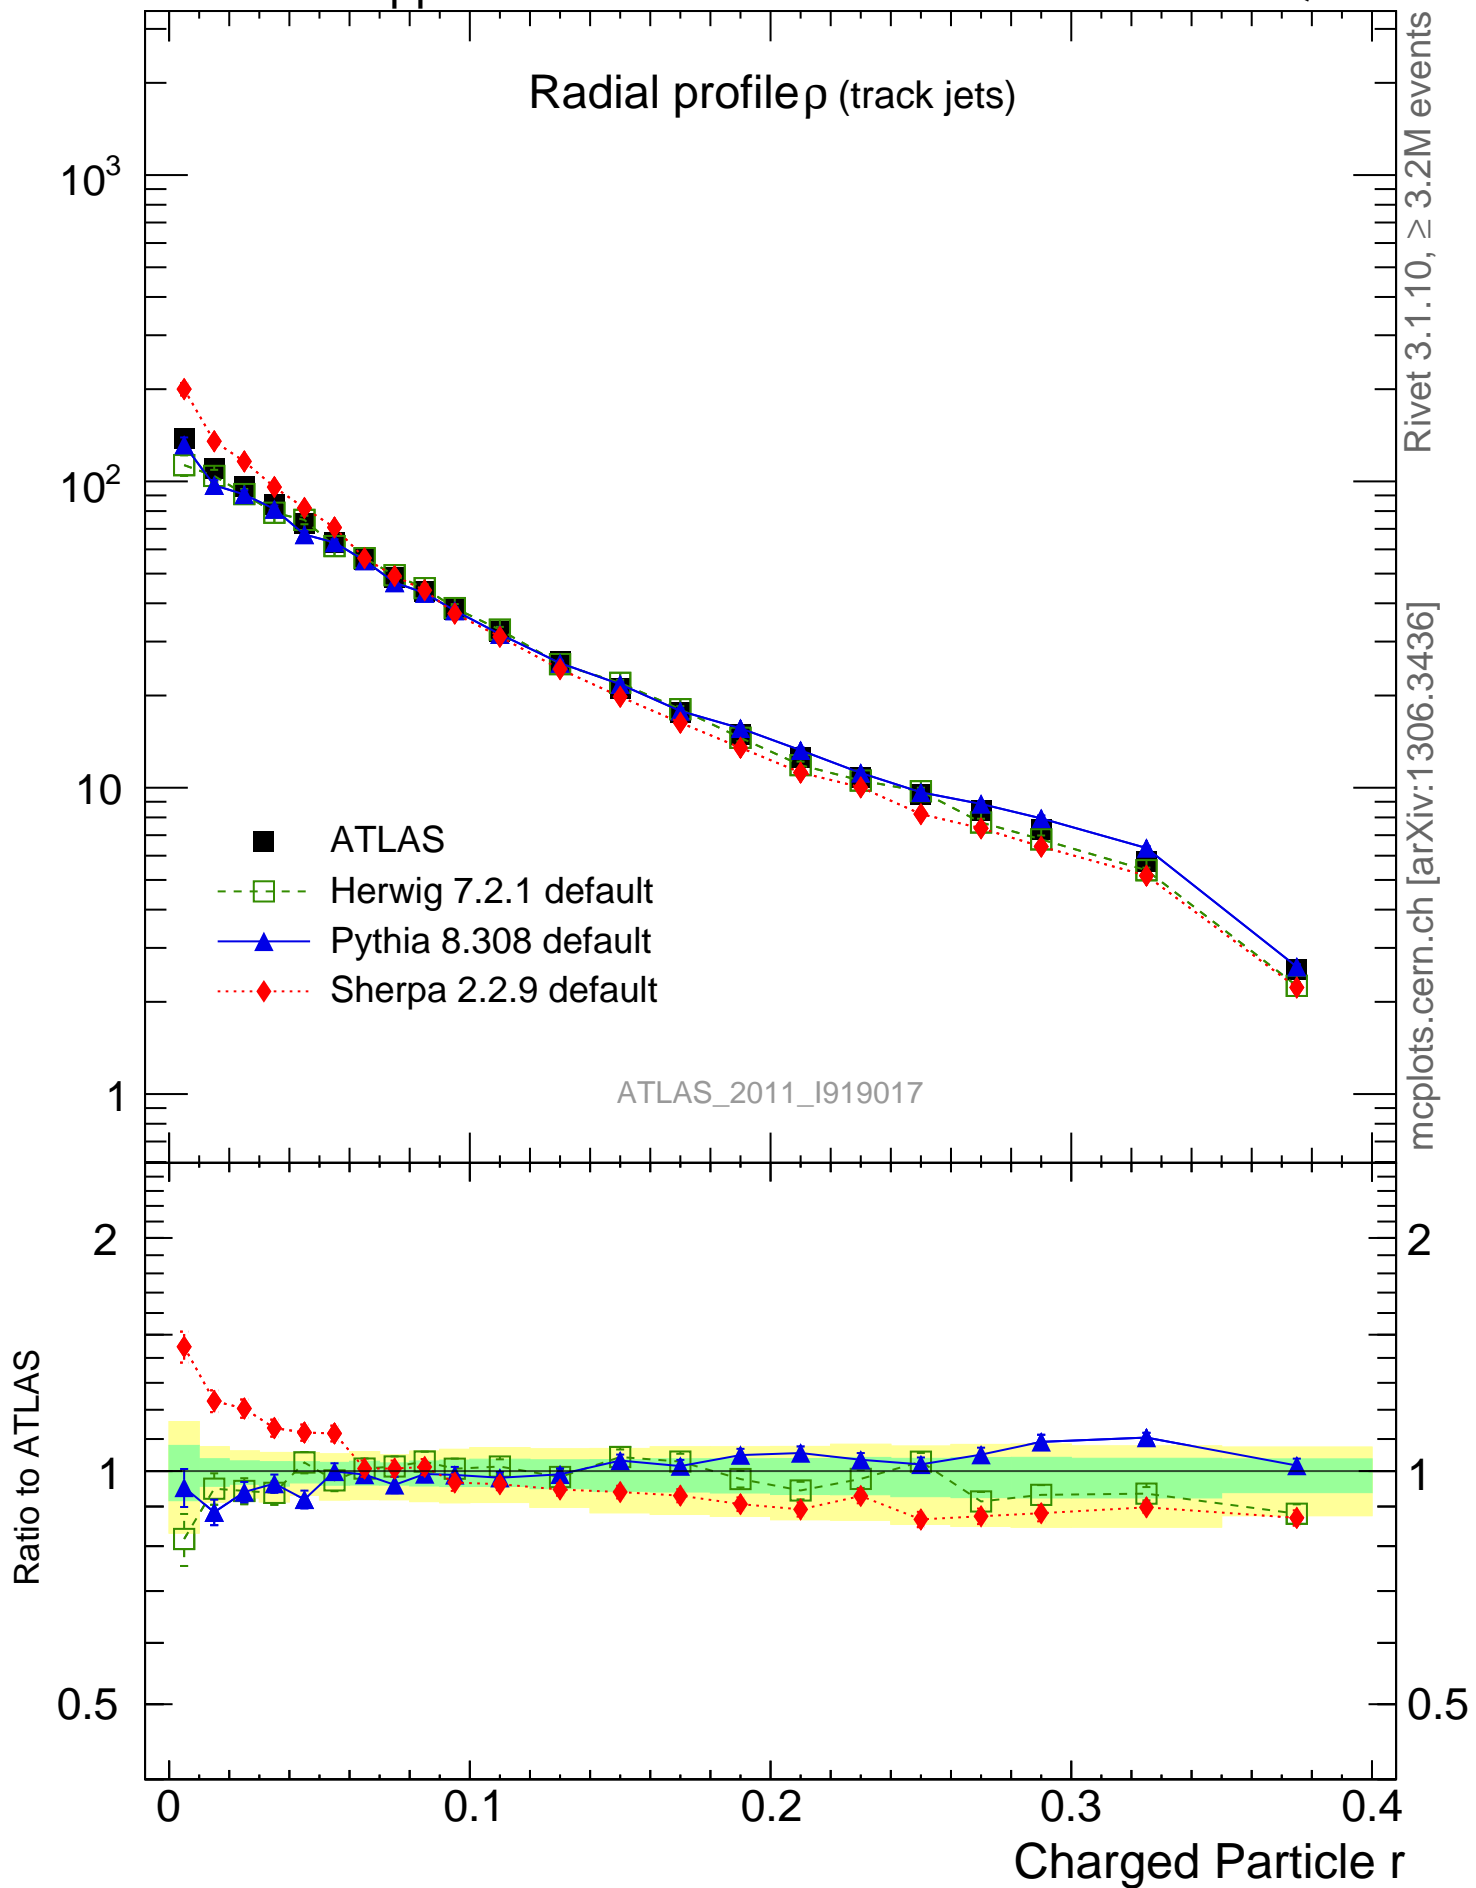 Radial profile ρ (track jets)
10³
10²
10
1
ATLAS
Herwig 7.2.1 default
Pythia 8.308 default
Sherpa 2.2.9 default
ATLAS_2011_I919017
Rivet 3.1.10, ≥ 3.2M events
mcplots.cern.ch [arXiv:1306.3436]
Ratio to ATLAS
2
1
0.5
2
1
0.5
0 0.1 0.2 0.3 0.4
Charged Particle r